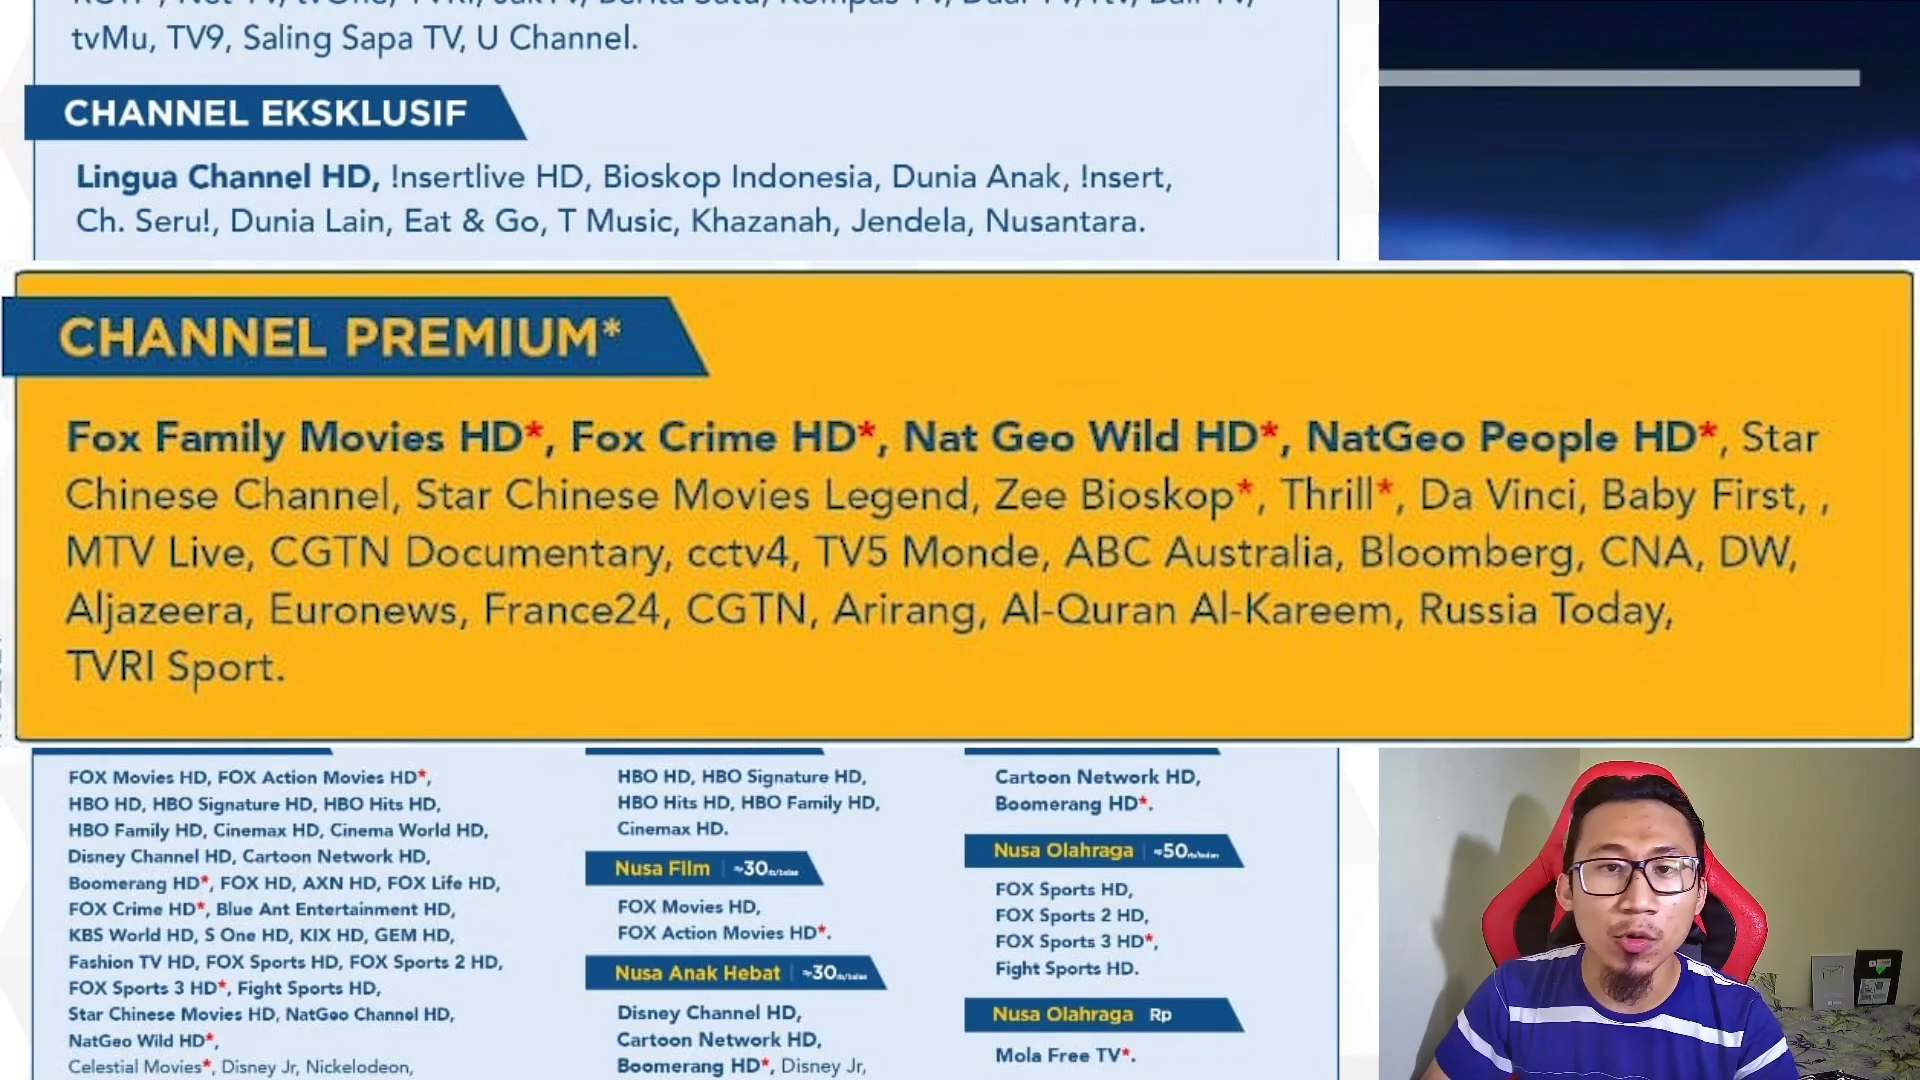 tvMu, TV9, Saling Sapa TV, U Channel.
CHANNEL EKSKLUSIF
Lingua Channel HD, !nsertlive HD, Bioskop Indonesia, Dunia Anak, !nsert,
Ch. Seru!, Dunia Lain, Eat & Go, T Music, Khazanah, Jendela, Nusantara.
CHANNEL PREMIUM*
Fox Family Movies HD*, Fox Crime HD*, Nat Geo Wild HD*, NatGeo People HD*, Star
Chinese Channel, Star Chinese Movies Legend, Zee Bioskop*, Thrill*, Da Vinci, Baby First, ,
MTV Live, CGTN Documentary, cctv4, TV5 Monde, ABC Australia, Bloomberg, CNA, DW,
Aljazeera, Euronews, France24, CGTN, Arirang, Al-Quran Al-Kareem, Russia Today,
TVRI Sport.
FOX Movies HD, FOX Action Movies HD*,
HBO HD, HBO Signature HD, HBO Hits HD,
HBO Family HD, Cinemax HD, Cinema World HD,
Disney Channel HD, Cartoon Network HD,
Boomerang HD*, FOX HD, AXN HD, FOX Life HD,
FOX Crime HD*, Blue Ant Entertainment HD,
KBS World HD, S One HD, KIX HD, GEM HD,
Fashion TV HD, FOX Sports HD, FOX Sports 2 HD,
FOX Sports 3 HD*, Fight Sports HD,
Star Chinese Movies HD, NatGeo Channel HD,
NatGeo Wild HD*,
Celestial Movies*, Disney Jr, Nickelodeon,
HBO HD, HBO Signature HD,
HBO Hits HD, HBO Family HD,
Cinemax HD.
Nusa Film 30
FOX Movies HD,
FOX Action Movies HD*.
Nusa Anak Hebat 30
Disney Channel HD,
Cartoon Network HD,
Boomerang HD*, Disney Jr,
Cartoon Network HD,
Boomerang HD*.
Nusa Olahraga 50
FOX Sports HD,
FOX Sports 2 HD,
FOX Sports 3 HD*,
Fight Sports HD.
Nusa Olahraga Rp
Mola Free TV*.